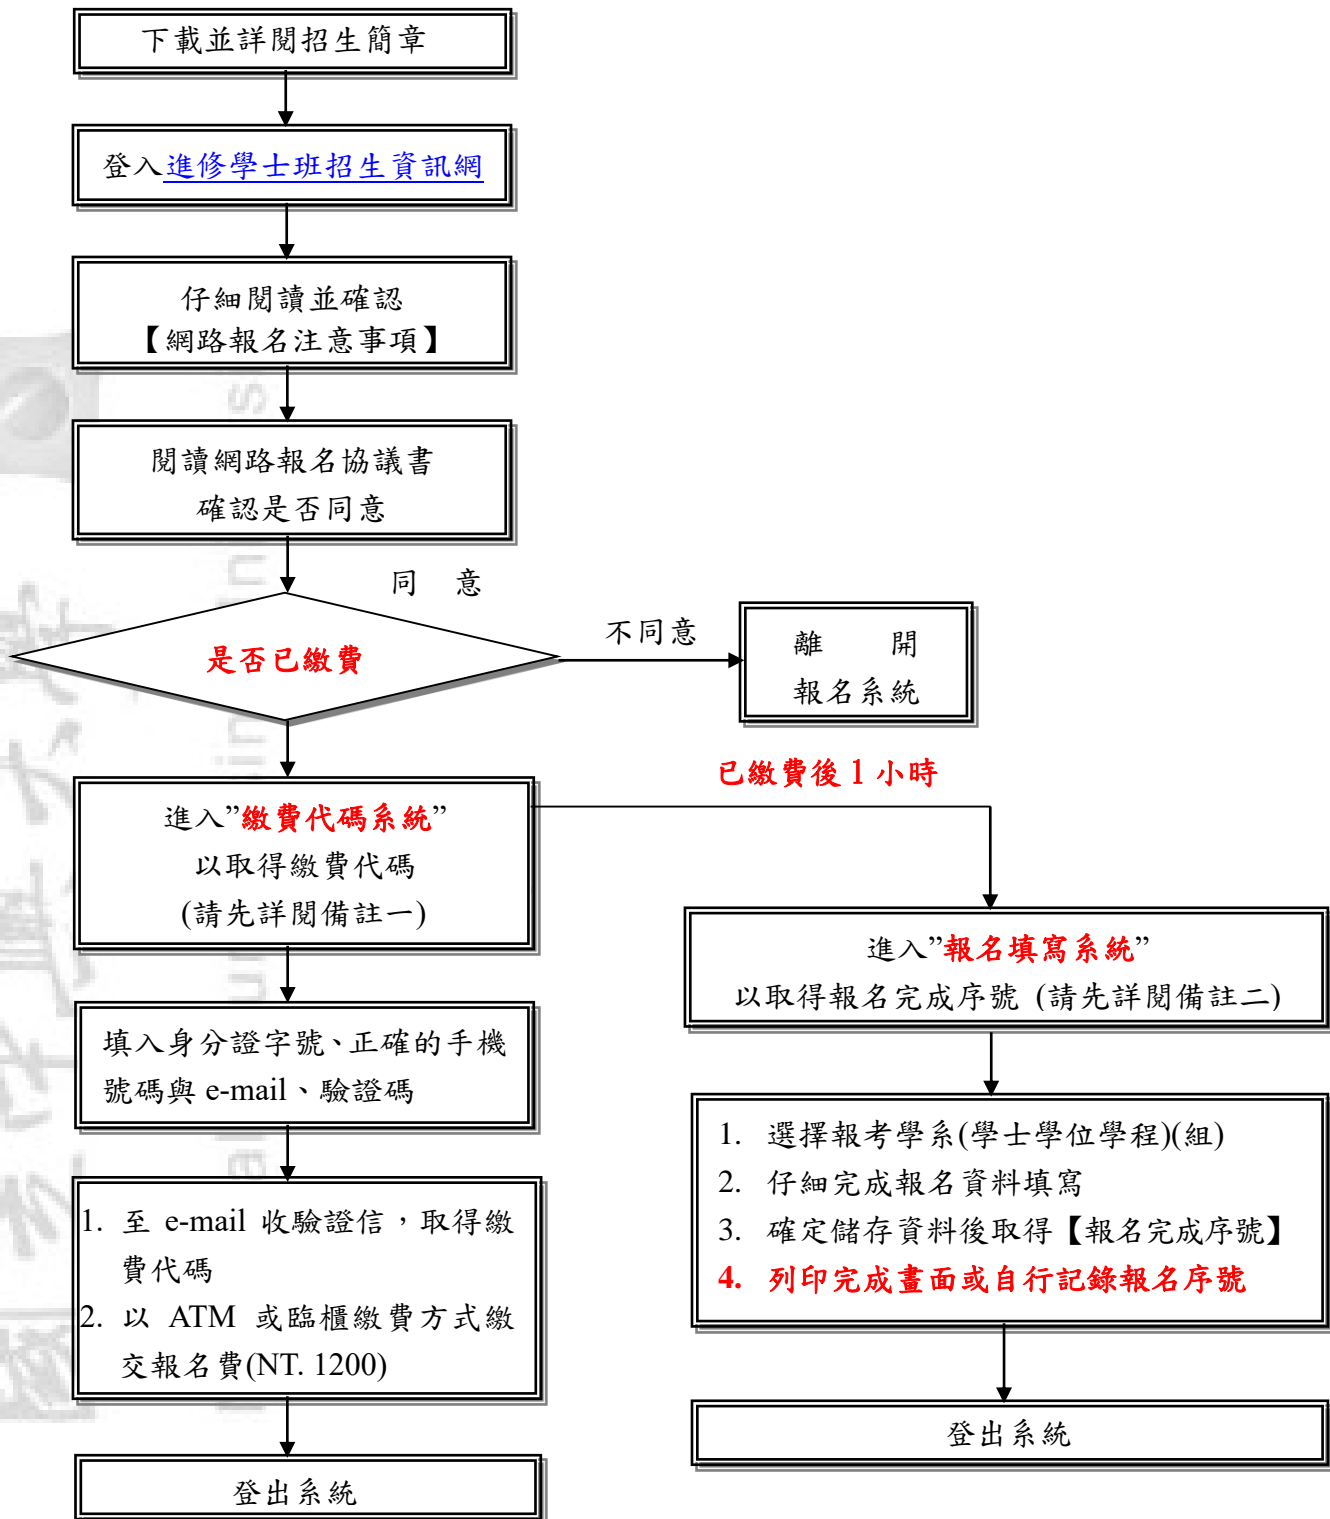 下載並詳閱招生簡章
登入進修學士班招生資訊網
仔細閱讀並確認
【網路報名注意事項】
閱讀網路報名協議書
確認是否同意
同 意
是否已繳費
不同意
離 開
報名系統
已繳費後 1 小時
進入”繳費代碼系統”
以取得繳費代碼
(請先詳閱備註一)
進入”報名填寫系統”
以取得報名完成序號 (請先詳閱備註二)
填入身分證字號、正確的手機
號碼與 e-mail、驗證碼
1. 選擇報考學系(學士學位學程)(組)
2. 仔細完成報名資料填寫
3. 確定儲存資料後取得【報名完成序號】
4. 列印完成畫面或自行記錄報名序號
1. 至 e-mail 收驗證信，取得繳
費代碼
2. 以 ATM 或臨櫃繳費方式繳
交報名費(NT. 1200)
登出系統
登出系統